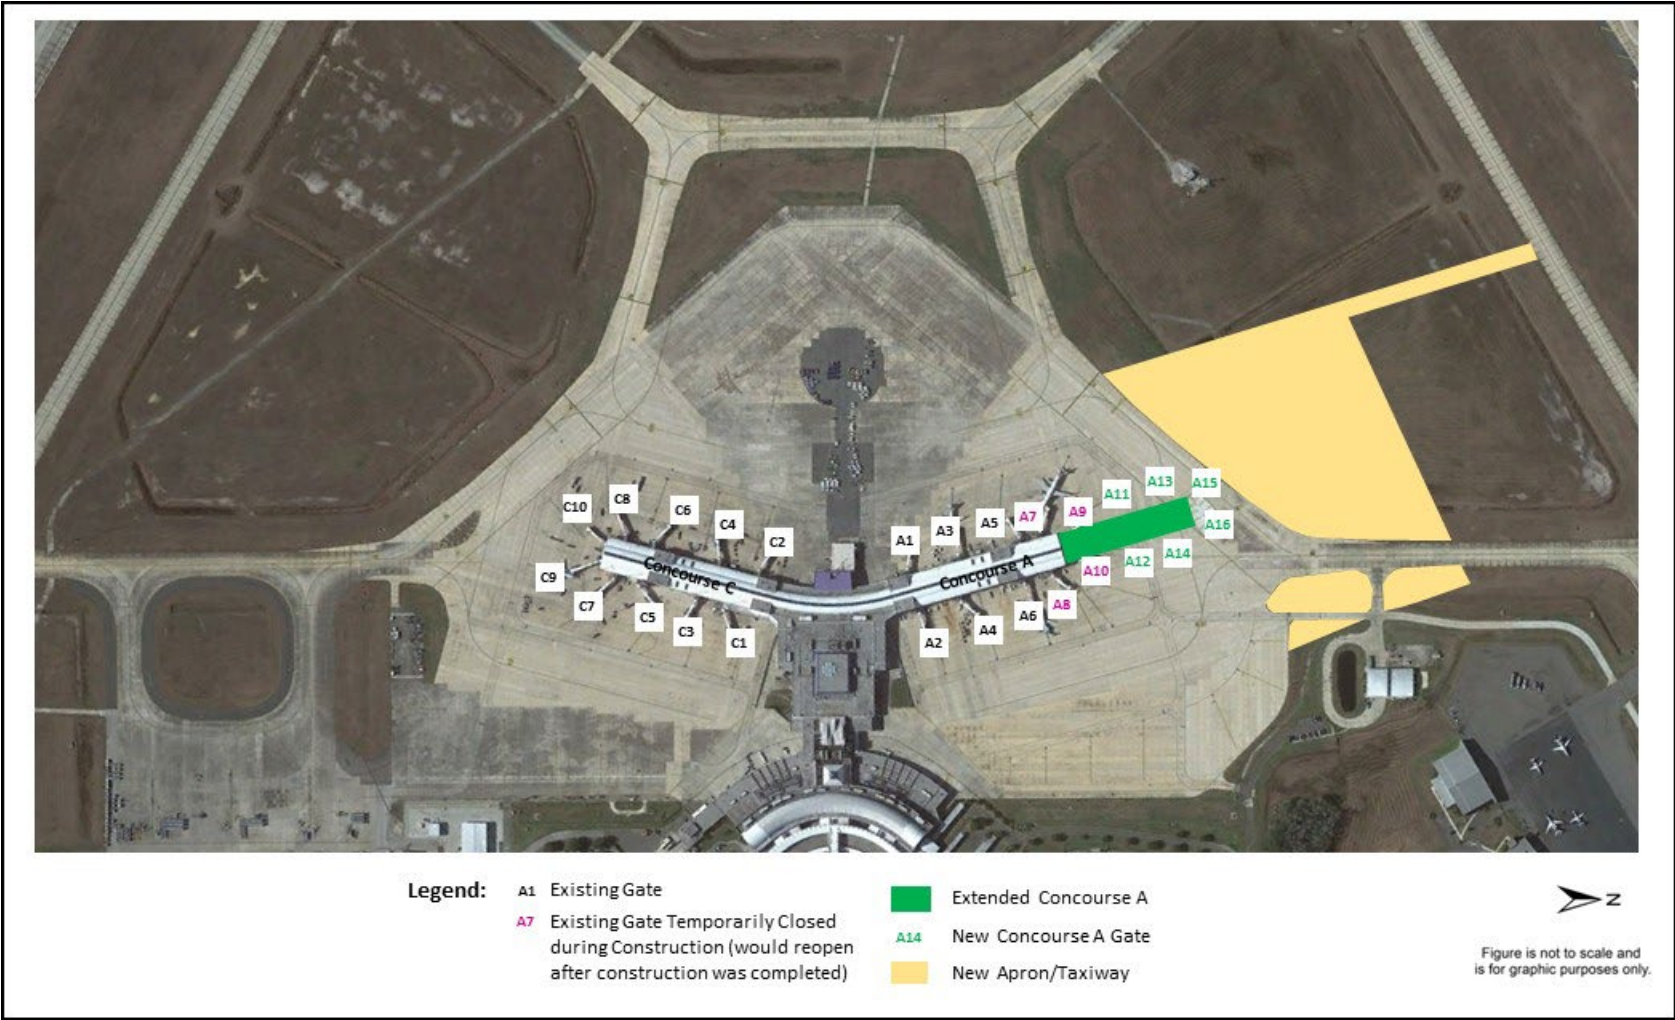 A13
A15
C8
A11
C10
C6
A9
A7
A5
C4
A16
A3
C2
A1
A14
A12
Concourse A
A10
Concourse C
C9
A8
C7
A6
C5
A4
C3
C1
A2
Legend:
A1 Existing Gate
A7 Existing Gate Temporarily Closed
during Construction (would reopen
after construction was completed)
Extended Concourse A
A14 New Concourse A Gate
New Apron/Taxiway
N
Figure is not to scale and
is for graphic purposes only.